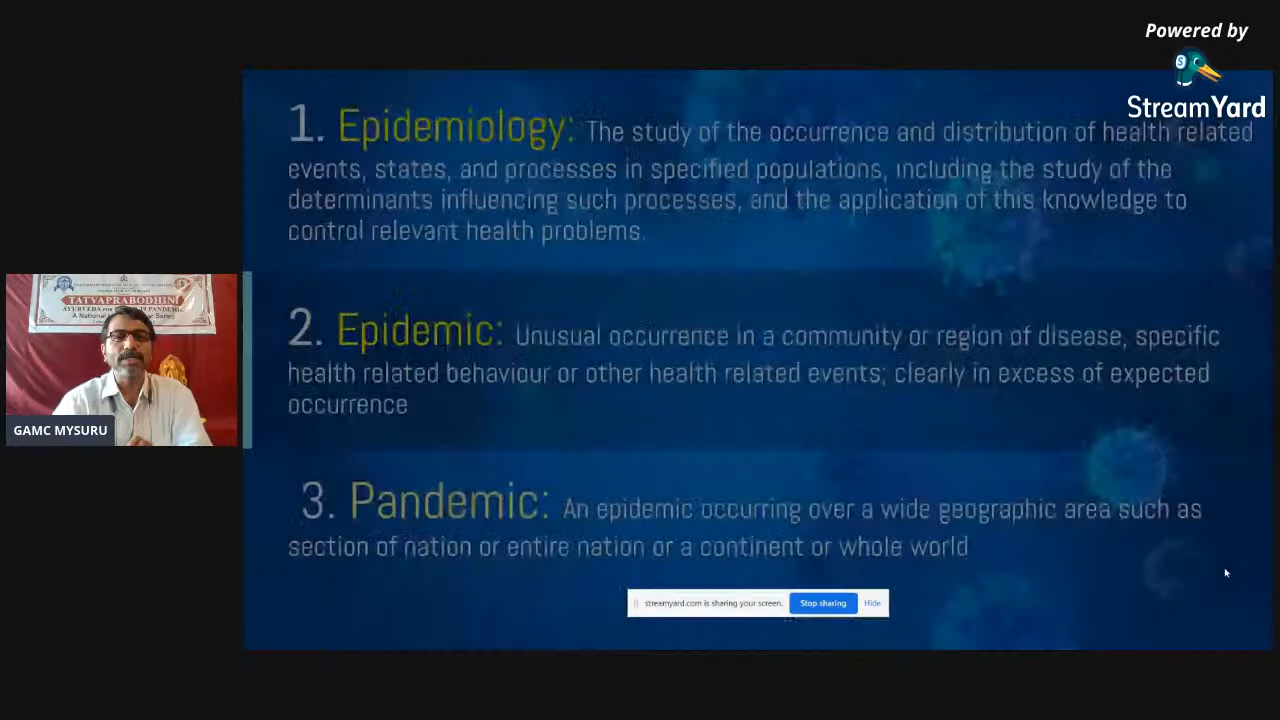 Powered by
StreamYard
1. Epidemiology: The study of the occurrence and distribution of health related
events, states, and processes in specified populations, including the study of the
determinants influencing such processes, and the application of this knowledge to
control relevant health problems.
2. Epidemic: Unusual occurrence in a community or region of disease, specific
health related behaviour or other health related events; clearly in excess of expected
occurrence
3. Pandemic: An epidemic occurring over a wide geographic area such as
section of nation or entire nation or a continent or whole world
streamyard.com is sharing your screen. Stop sharing Hide
TATVAPRABODHINI
GAMC MYSURU